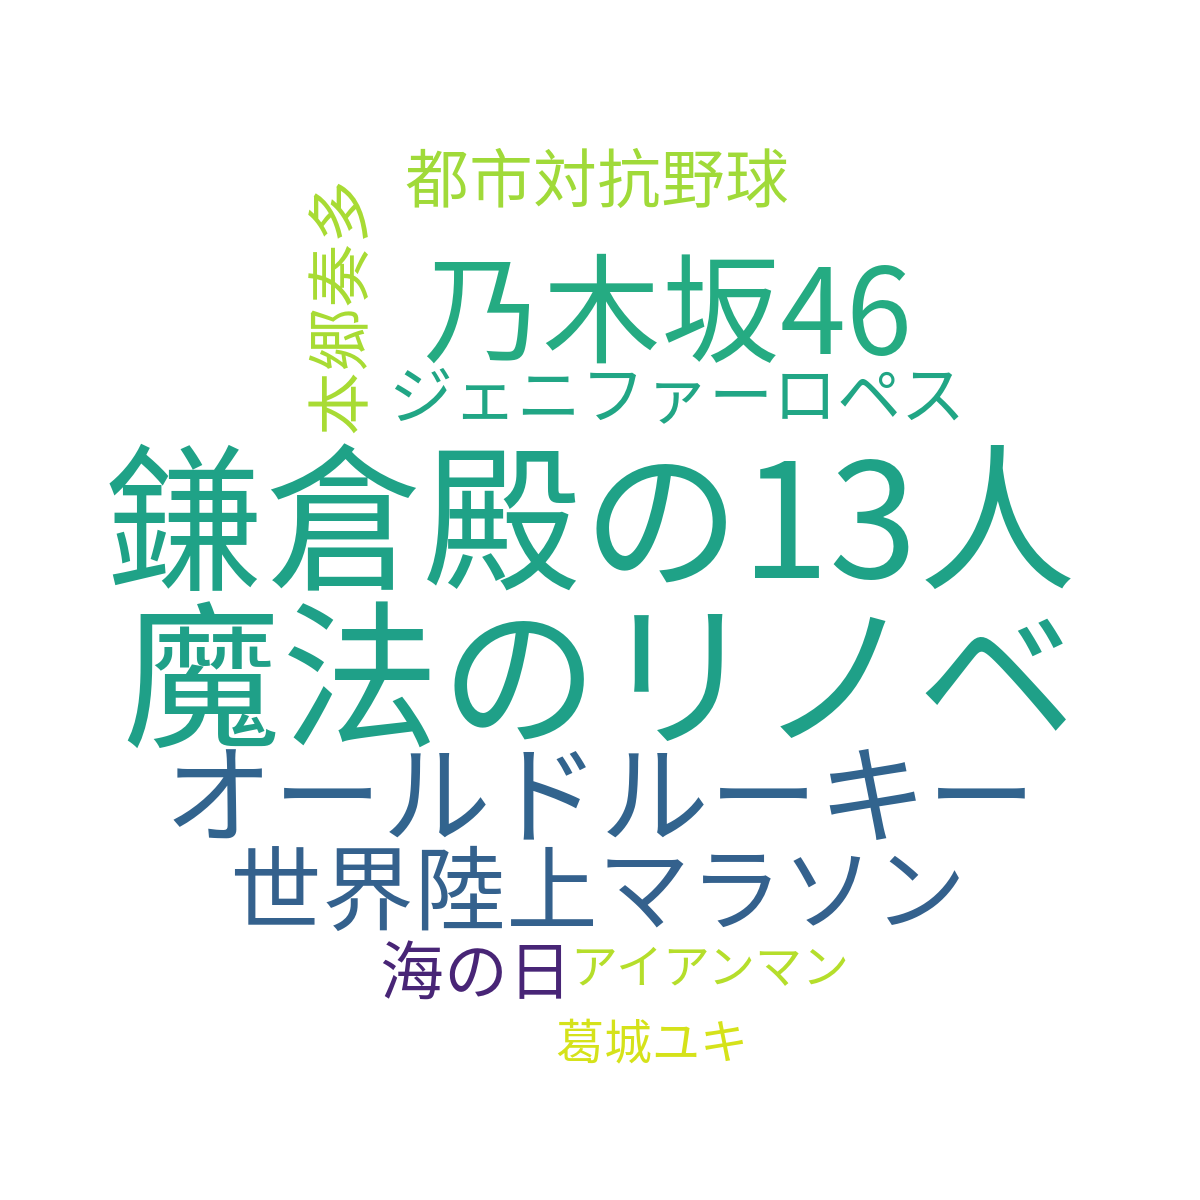 都市対抗野球
本郷奏多
乃木坂46
ジェニファーロペス
鎌倉殿の13人
魔法のリノベ
オールドルーキー
世界陸上マラソン
海の日
アイアンマン
葛城ユキ